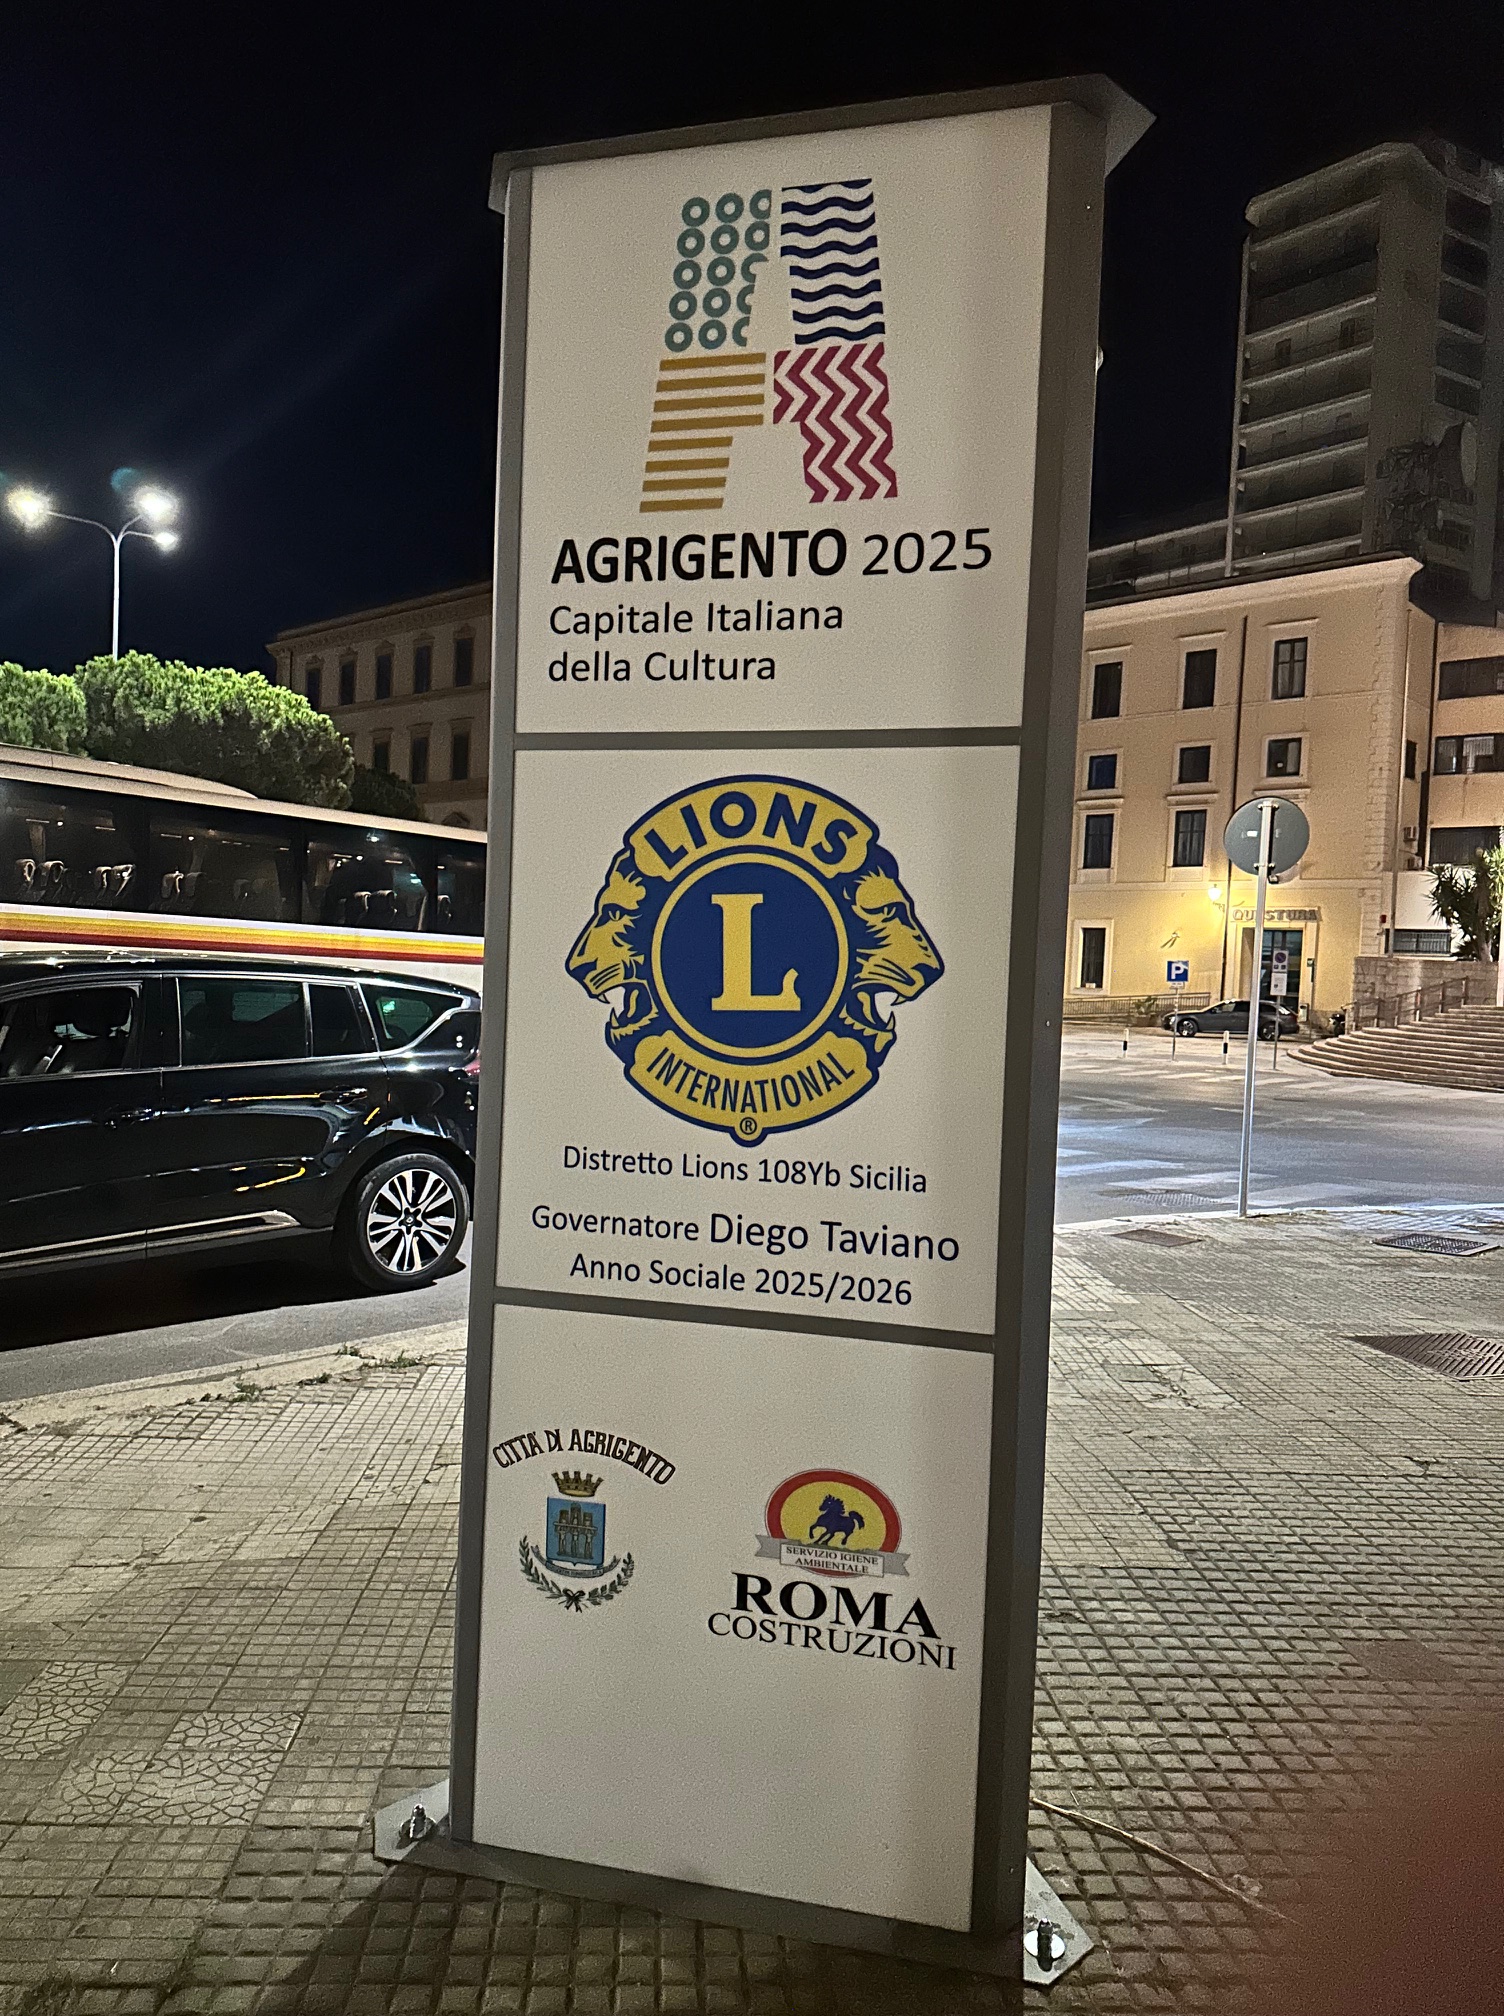 AGRIGENTO 2025
Capitale Italiana
della Cultura
LIONS
L
INTERNATIONAL
®
Distretto Lions 108Yb Sicilia
Governatore Diego Taviano
Anno Sociale 2025/2026
CITTÀ DI AGRIGENTO
SERVIZIO IGIENE
AMBIENTALE
ROMA
COSTRUZIONI
QUESTURA
P